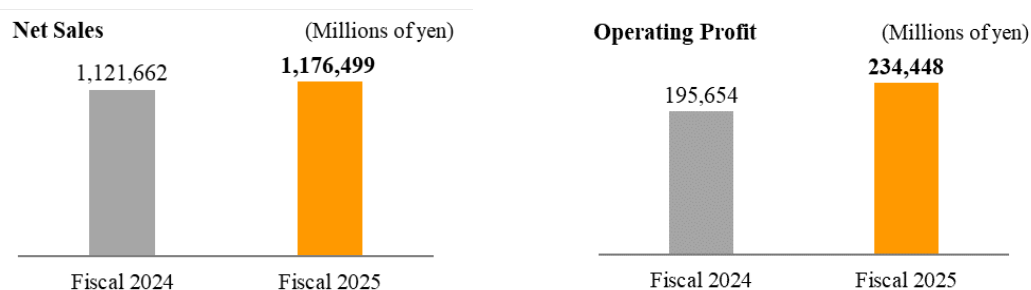 Net Sales (Millions of yen)
1,121,662 1,176,499
Fiscal 2024 Fiscal 2025
Operating Profit (Millions of yen)
195,654 234,448
Fiscal 2024 Fiscal 2025